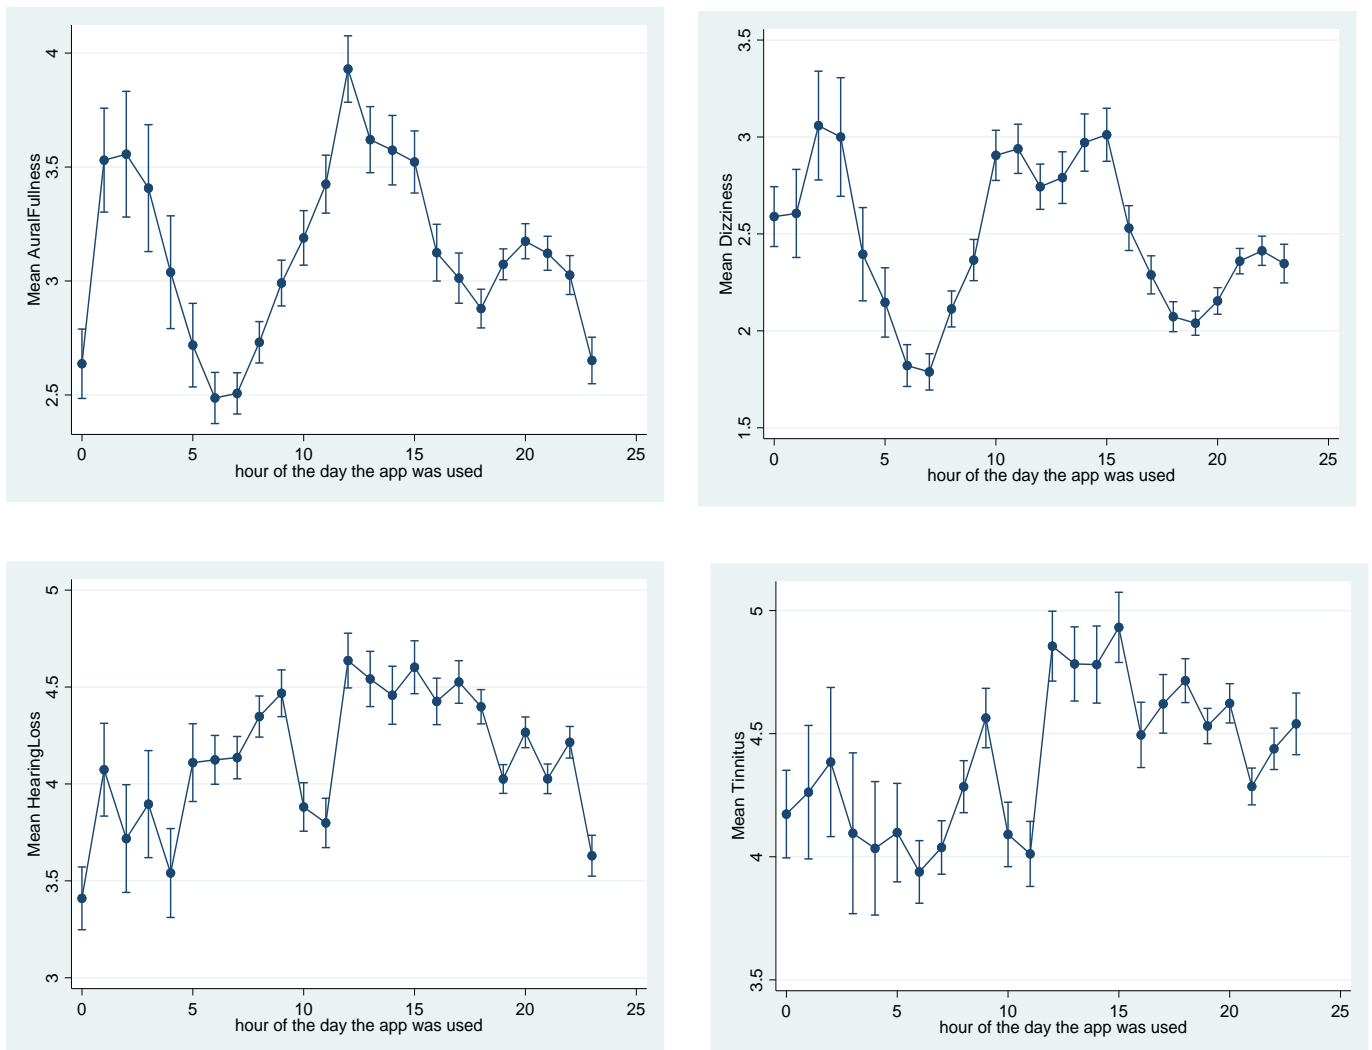 Mean AuralFullness
4
3.5
3
2.5
0 5 10 15 20 25
hour of the day the app was used
Mean Dizziness
3.5
3
2.5
2
1.5
0 5 10 15 20 25
hour of the day the app was used
Mean HearingLoss
5
4.5
4
3.5
3
0 5 10 15 20 25
hour of the day the app was used
Mean Tinnitus
5
4.5
4
3.5
0 5 10 15 20 25
hour of the day the app was used